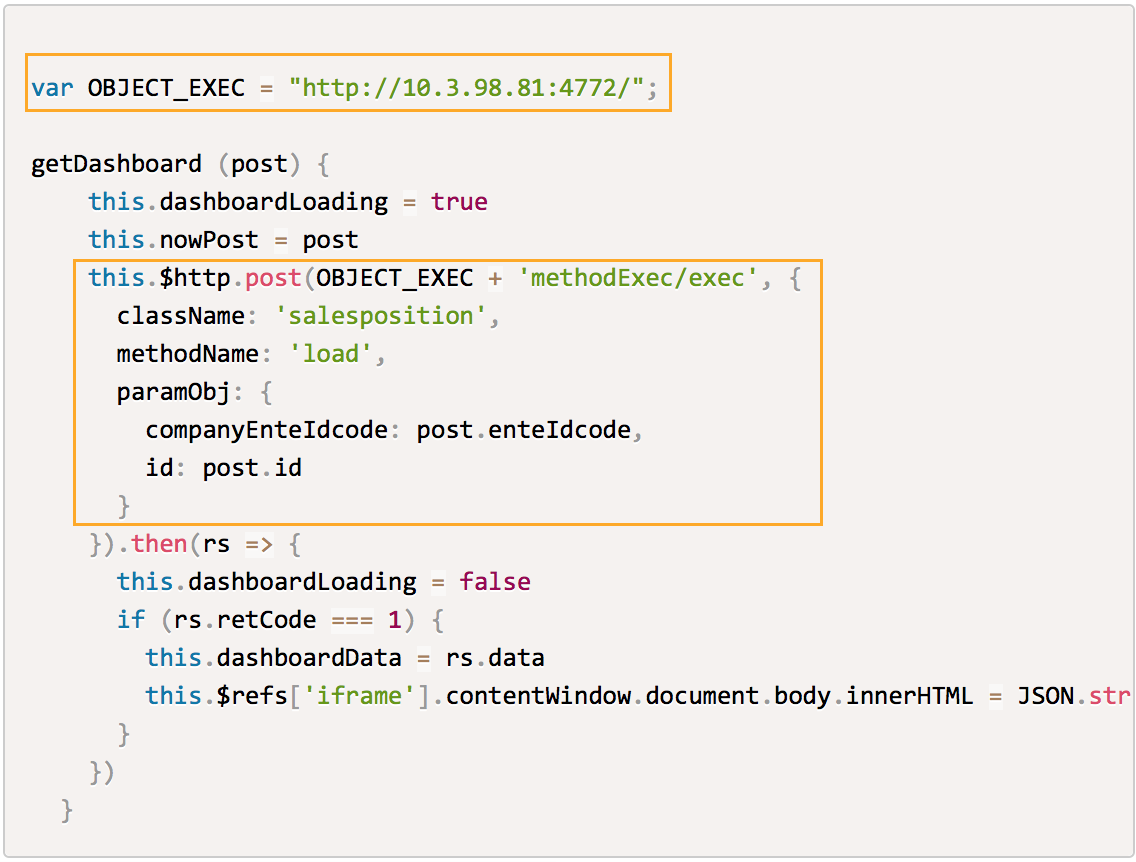 var OBJECT_EXEC = "http://10.3.98.81:4772/";
getDashboard (post) {
this.dashboardLoading = true
this.nowPost = post
this.$http.post(OBJECT_EXEC + 'methodExec/exec', {
className: 'salesposition',
methodName: 'load',
paramObj: {
companyEnteIdcode: post.enteIdcode,
id: post.id
}
}).then(rs => {
this.dashboardLoading = false
if (rs.retCode === 1) {
this.dashboardData = rs.data
this.$refs['iframe'].contentWindow.document.body.innerHTML = JSON.str
}
})
}